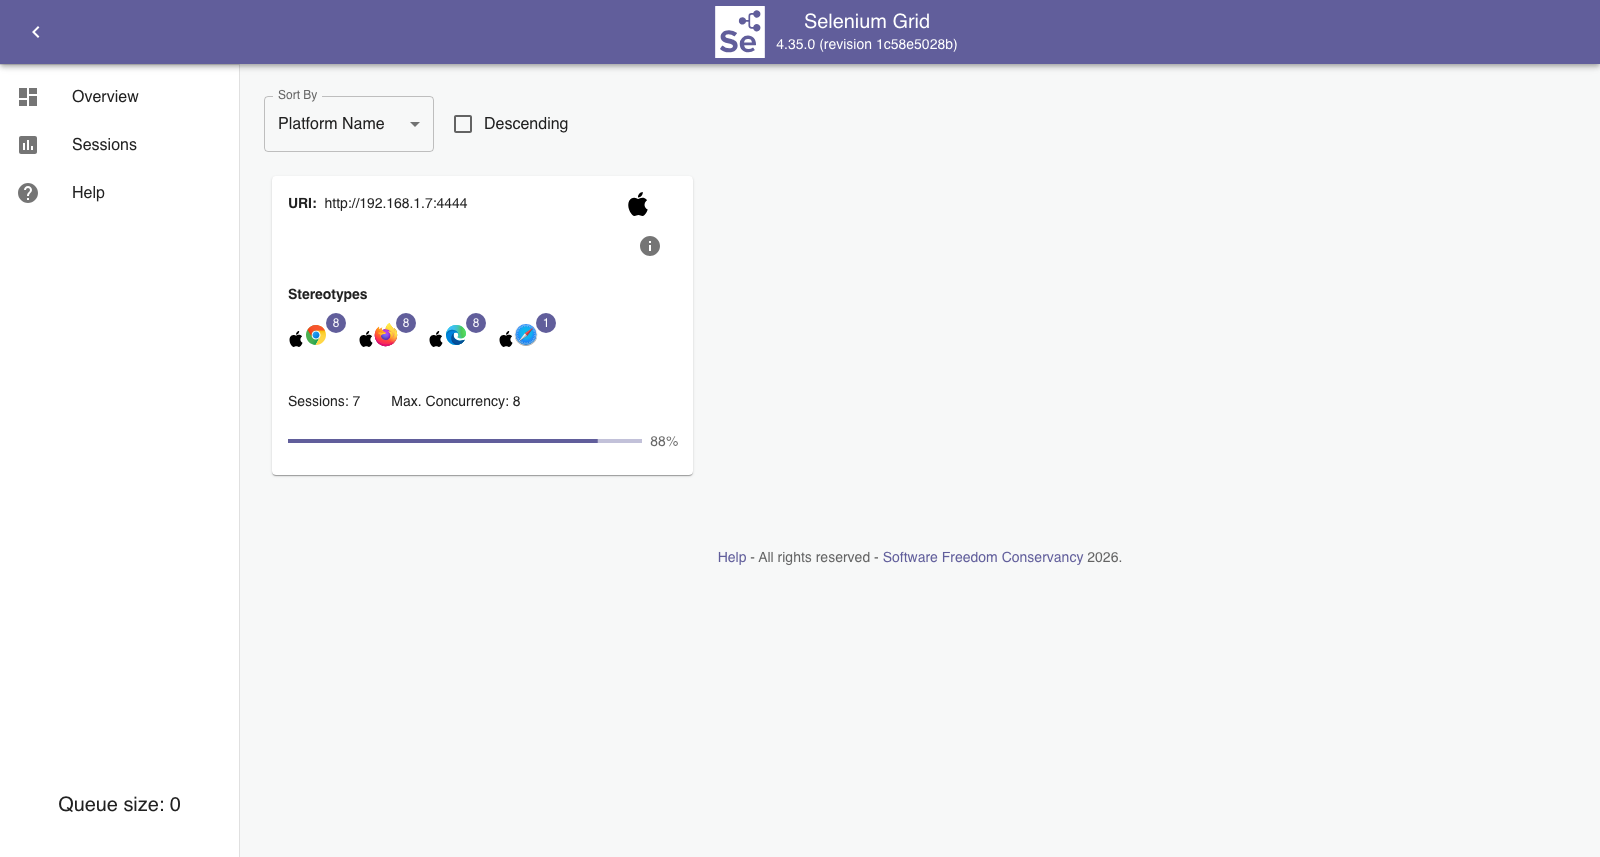 Se
Selenium Grid
4.35.0 (revision 1c58e5028b)
Overview
Sessions
Help
Sort By
Platform Name
Descending
URI: http://192.168.1.7:4444
Stereotypes
8 8 8 1
Sessions: 7 Max. Concurrency: 8
88%
Help - All rights reserved - Software Freedom Conservancy 2026.
Queue size: 0